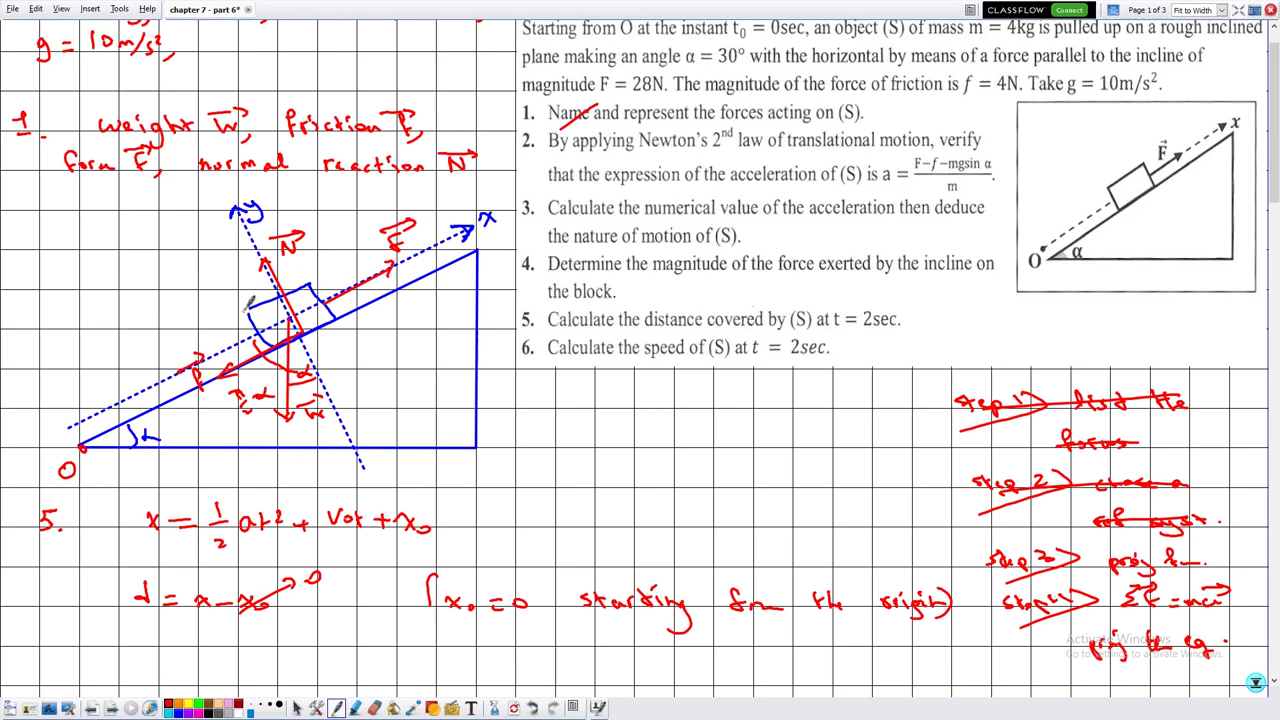 File Edit View Insert Tools Help
chapter 7 - part 6*
CLASSFLOW Connect
Page 1 of 3
Fit to Width
g = 10m/s²,
1. weight W, friction f,
F, normal reaction N
y
x
N
F
f
α
W
α
O
5. x = 1/2 at² + Vot + x₀
d = x - x₀ 0 (x₀ = 0 starting from the origin)
Starting from O at the instant t₀ = 0sec, an object (S) of mass m = 4kg is pulled up on a rough inclined
plane making an angle α = 30° with the horizontal by means of a force parallel to the incline of
magnitude F = 28N. The magnitude of the force of friction is f = 4N. Take g = 10m/s².
1. Name and represent the forces acting on (S).
2. By applying Newton's 2nd law of translational motion, verify
that the expression of the acceleration of (S) is a = F−f−mgsin α / m.
3. Calculate the numerical value of the acceleration then deduce
the nature of motion of (S).
4. Determine the magnitude of the force exerted by the incline on
the block.
5. Calculate the distance covered by (S) at t = 2sec.
6. Calculate the speed of (S) at t = 2sec.
x
F
O
α
step 1) list the
forces
step 2)
ΣF = ma
Activate Windows
Go to Settings to activate Windows.